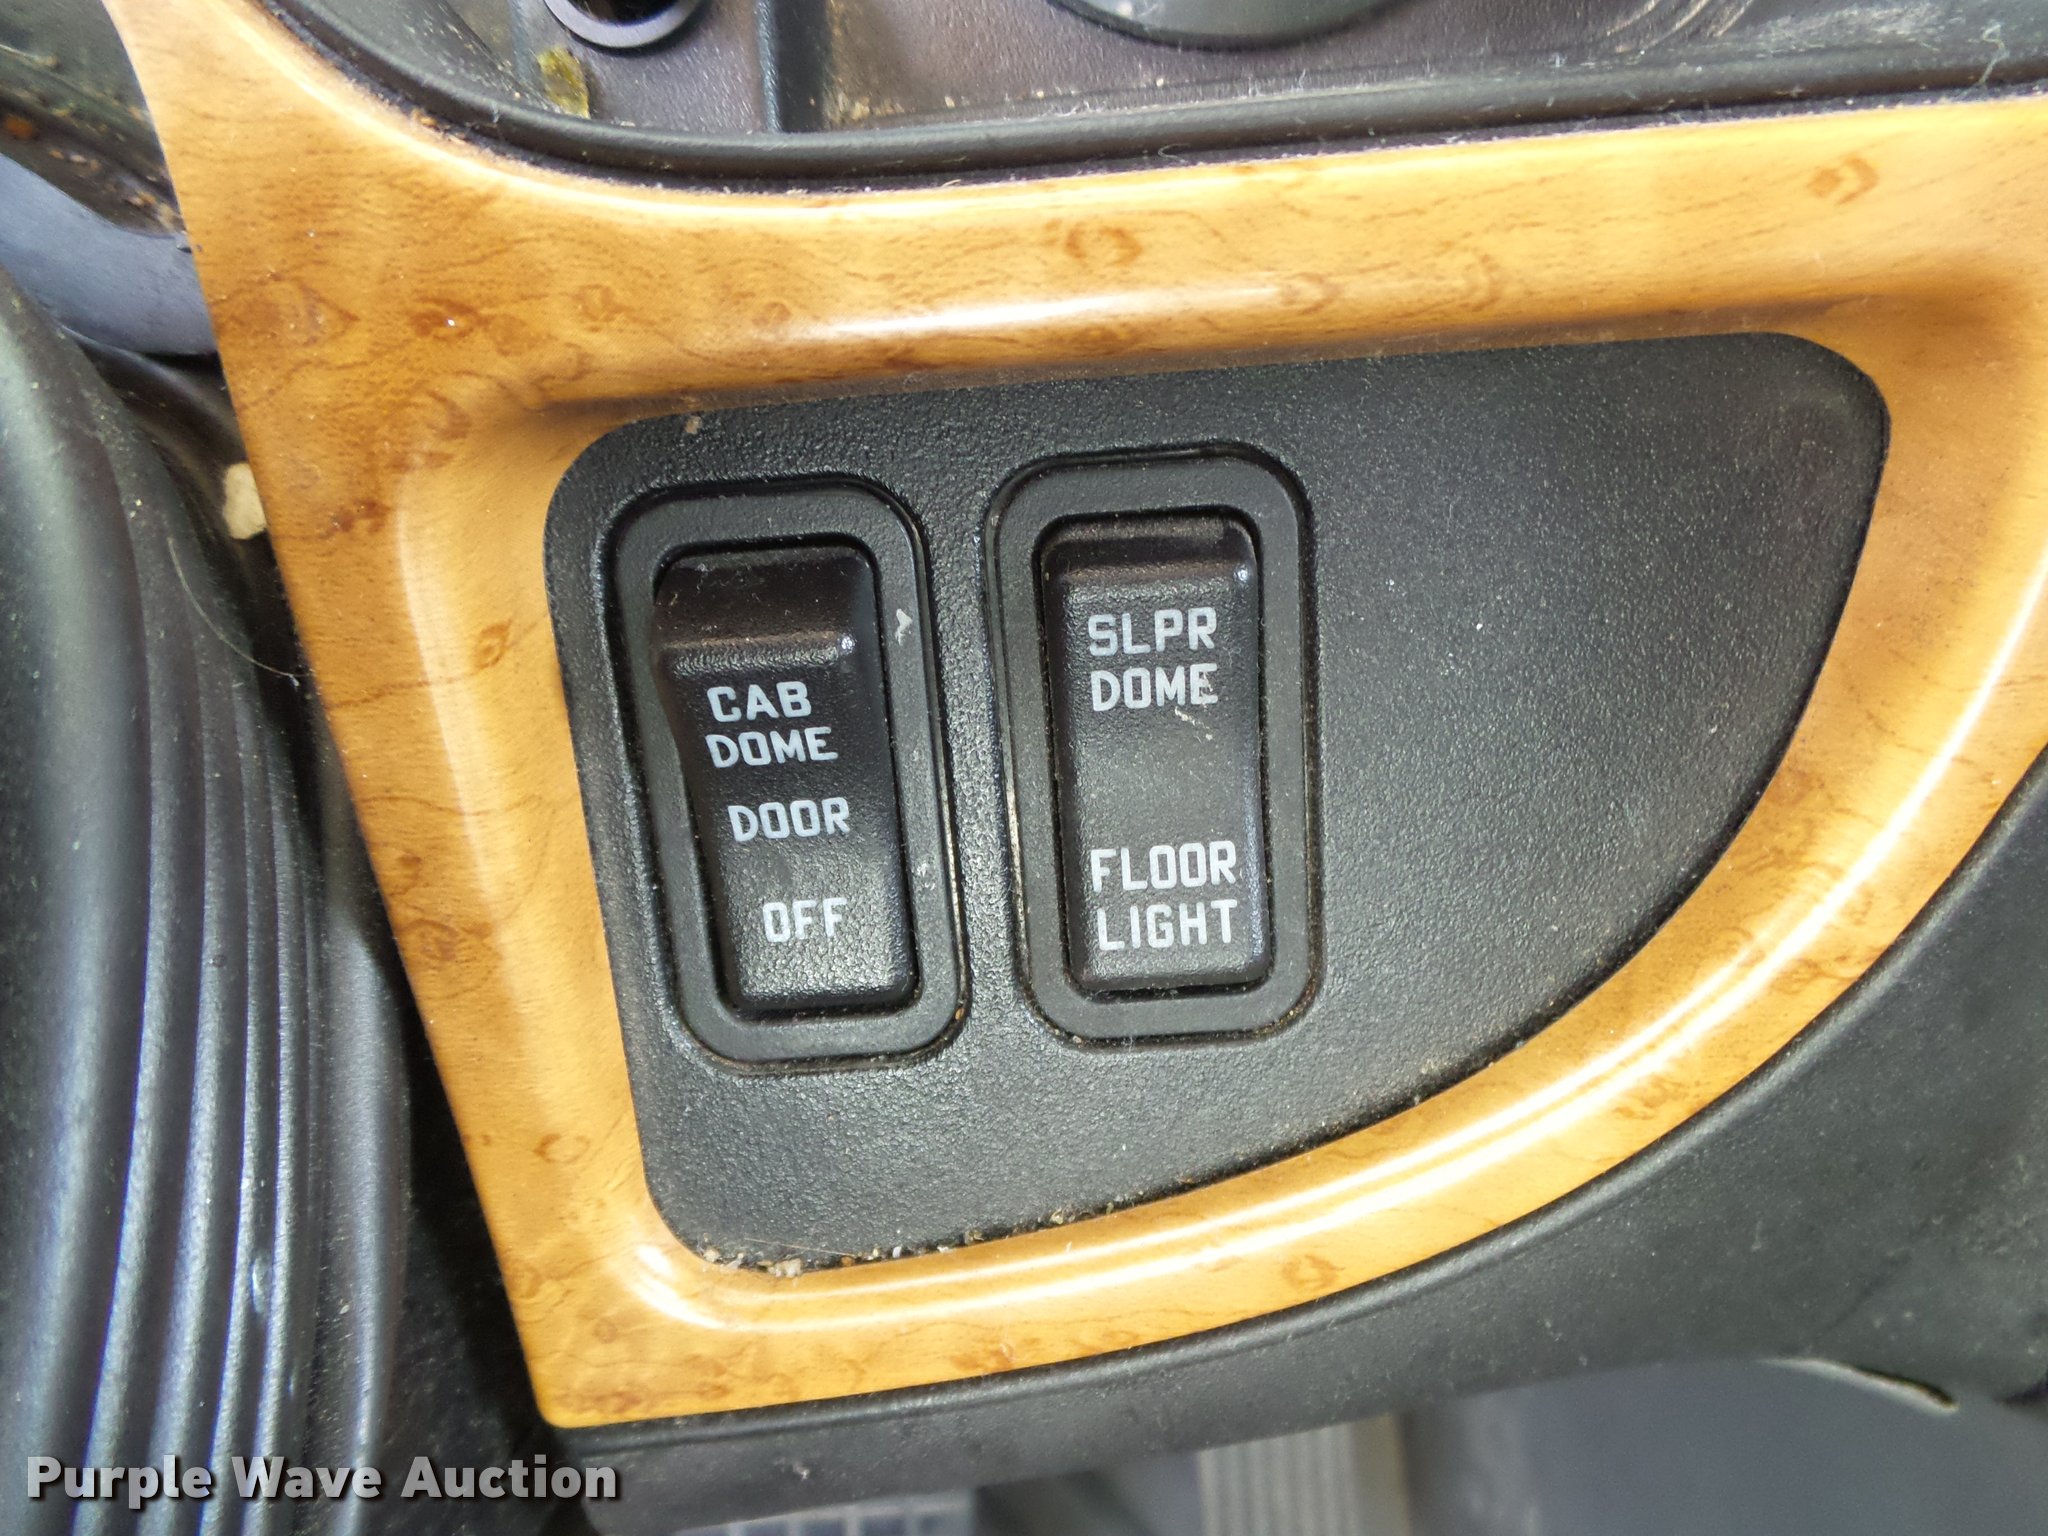 CAB
DOME
DOOR
OFF
SLPR
DOME
FLOOR
LIGHT
Purple Wave Auction